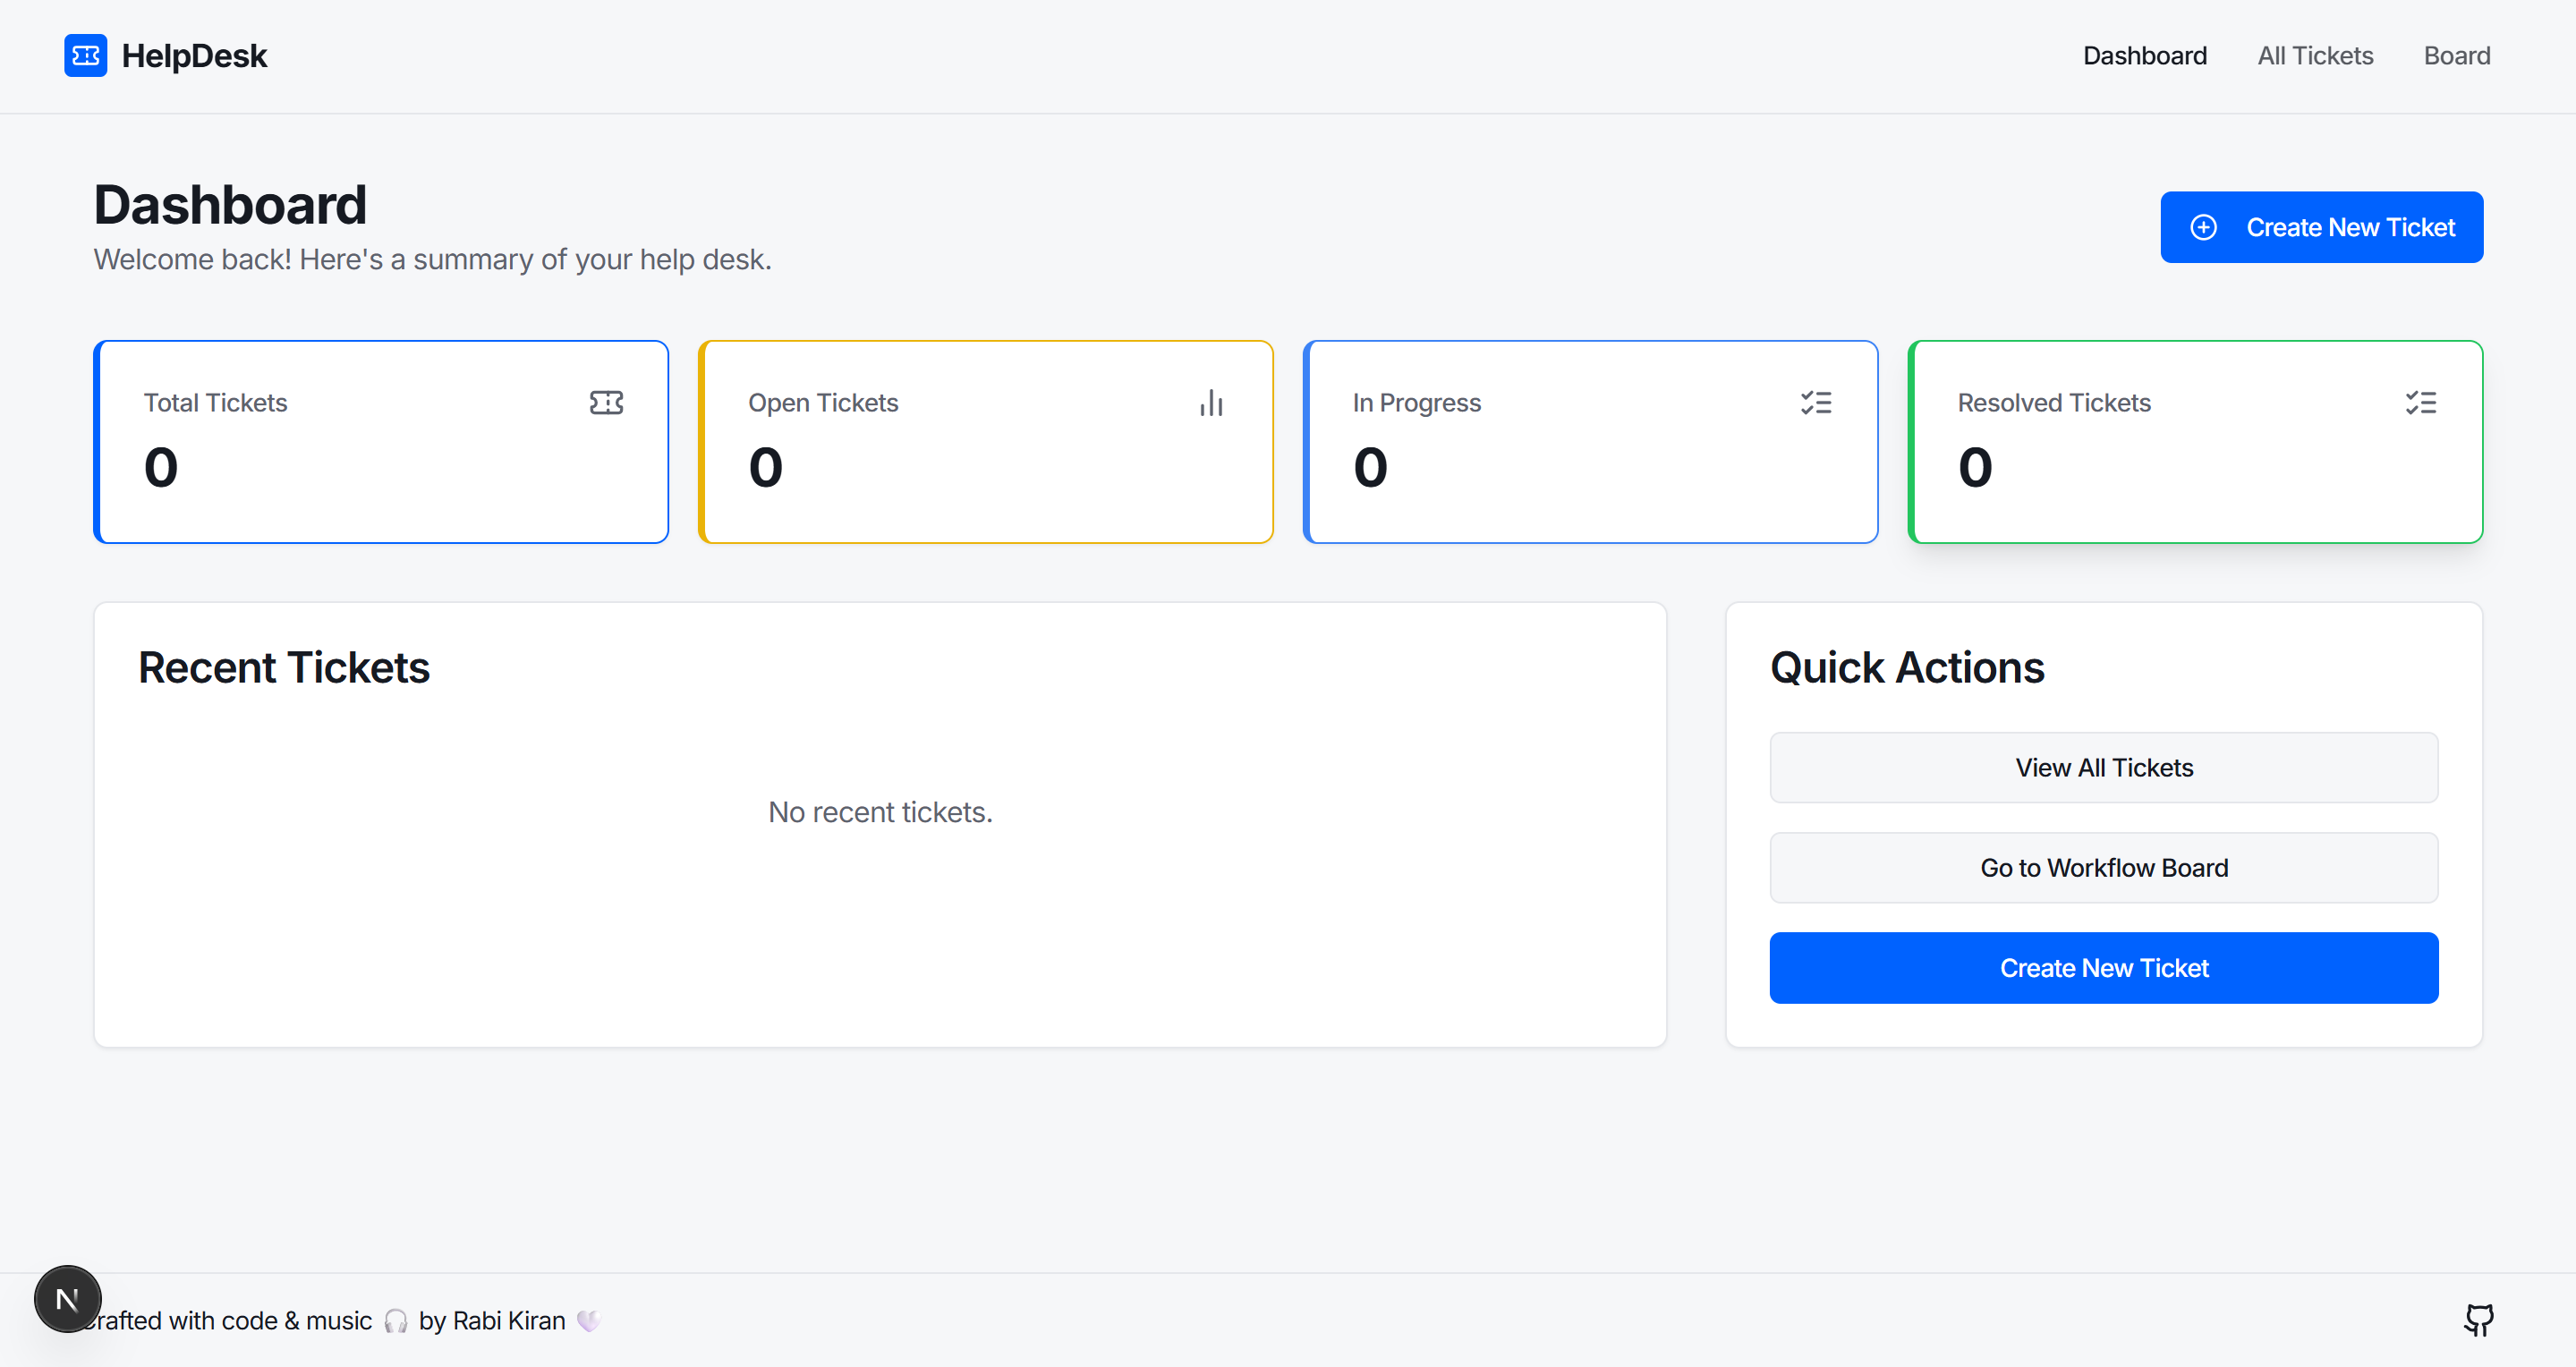 HelpDesk
Dashboard
All Tickets
Board
Dashboard
Welcome back! Here's a summary of your help desk.
Create New Ticket
Total Tickets
0
Open Tickets
0
In Progress
0
Resolved Tickets
0
Recent Tickets
No recent tickets.
Quick Actions
View All Tickets
Go to Workflow Board
Create New Ticket
N
rafted with code & music 🎧 by Rabi Kiran 🤍